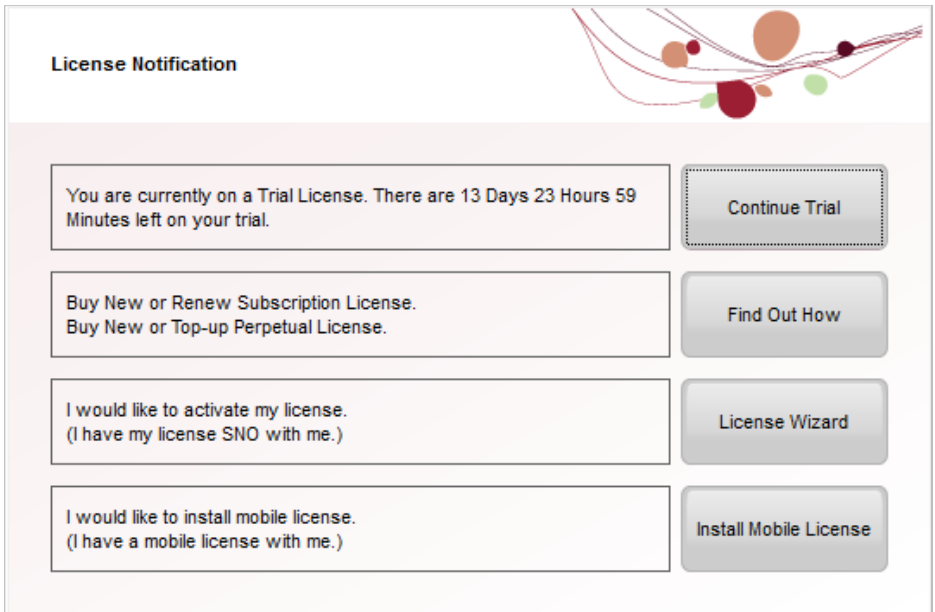 License Notification
You are currently on a Trial License. There are 13 Days 23 Hours 59
Minutes left on your trial.
Continue Trial
Buy New or Renew Subscription License.
Buy New or Top-up Perpetual License.
Find Out How
I would like to activate my license.
(I have my license SNO with me.)
License Wizard
I would like to install mobile license.
(I have a mobile license with me.)
Install Mobile License